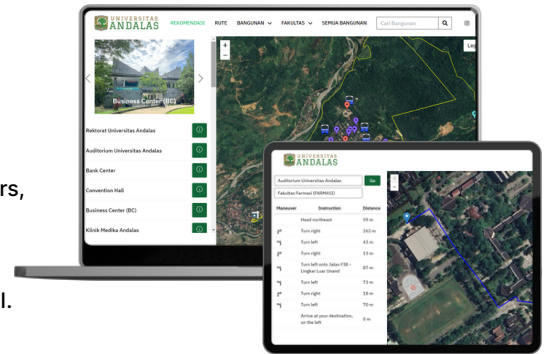 UNIVERSITAS
ANDALAS
REKOMENDASI RUTE BANGUNAN FAKULTAS SEMUA BANGUNAN Cari Bangunan
Leg
+
−
Business Center (BC)
Rektorat Universitas Andalas
Auditorium Universitas Andalas
Bank Center
Convention Hall
Business Center (BC)
Klinik Medika Andalas
rs,
l.
UNIVERSITAS
ANDALAS
Auditorium Universitas Andalas Go
Fakultas Farmasi (FARMASI)
Maneuver Instruction Distance
Head northeast 59 m
Turn right 363 m
Turn left 43 m
Turn right 13 m
Turn left onto Jalan FISIP - 87 m
Lingkar Luar Unand
Turn left 73 m
Turn right 18 m
Turn left 70 m
Arrive at your destination, 0 m
on the left